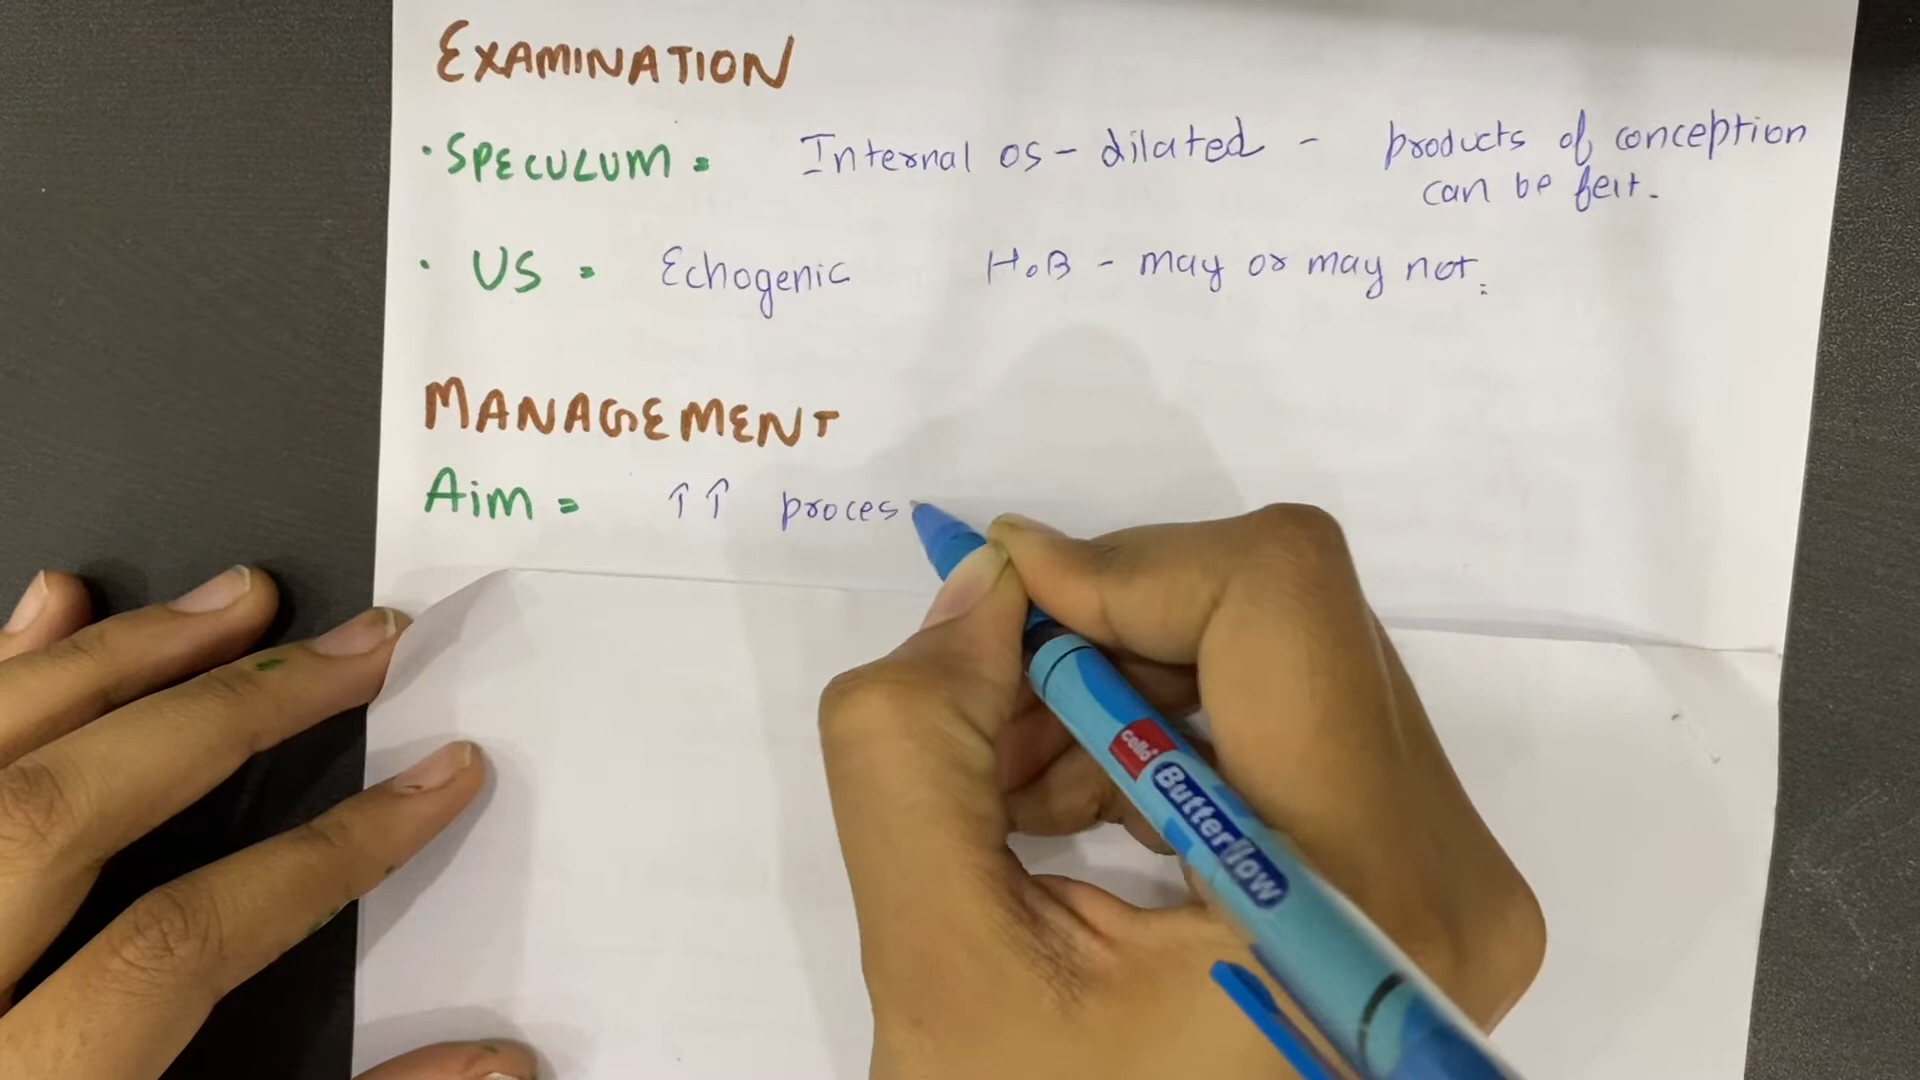 EXAMINATION
• SPECULUM = Internal os - dilated - products of conception
can be felt.
• US = Echogenic H.B - may or may not.
MANAGEMENT
Aim = ↑↑ proces
cello
Butterflow